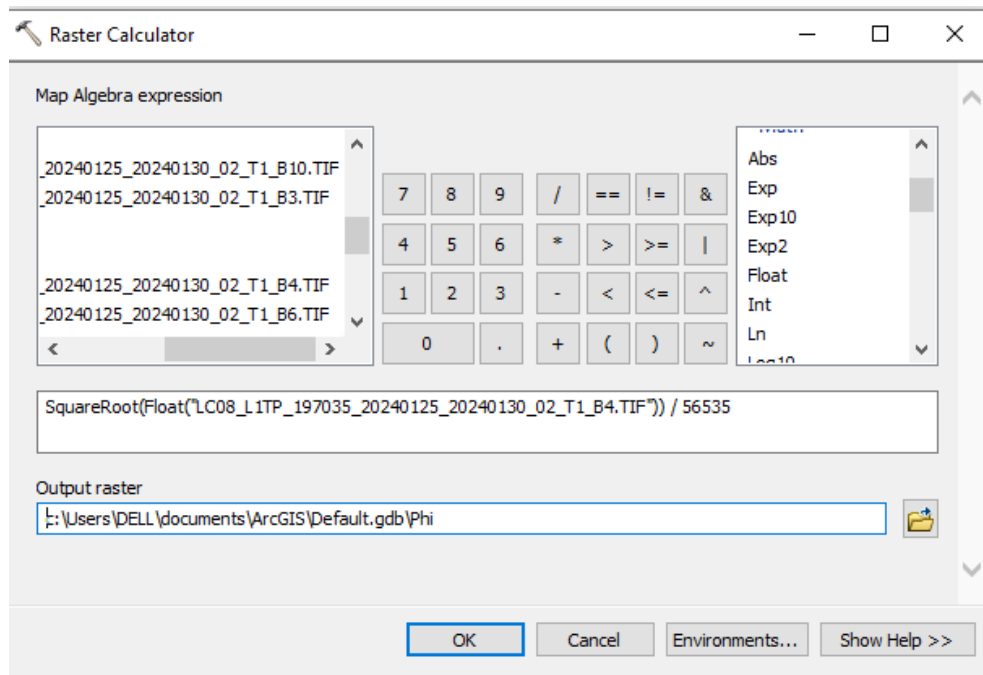 Raster Calculator
Map Algebra expression
_20240125_20240130_02_T1_B10.TIF
_20240125_20240130_02_T1_B3.TIF
_20240125_20240130_02_T1_B4.TIF
_20240125_20240130_02_T1_B6.TIF
7 8 9 / == != &
4 5 6 * > >= |
1 2 3 - < <= ^
0 . + ( ) ~
Math
Abs
Exp
Exp10
Exp2
Float
Int
Ln
Log10
SquareRoot(Float("LC08_L1TP_197035_20240125_20240130_02_T1_B4.TIF")) / 56535
Output raster
C:\Users\DELL\documents\ArcGIS\Default.gdb\Phi
OK Cancel Environments... Show Help >>